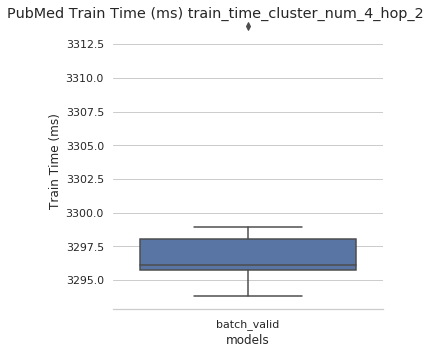 PubMed Train Time (ms) train_time_cluster_num_4_hop_2
3312.5
3310.0
3307.5
3305.0
3302.5
3300.0
3297.5
3295.0
Train Time (ms)
batch_valid
models